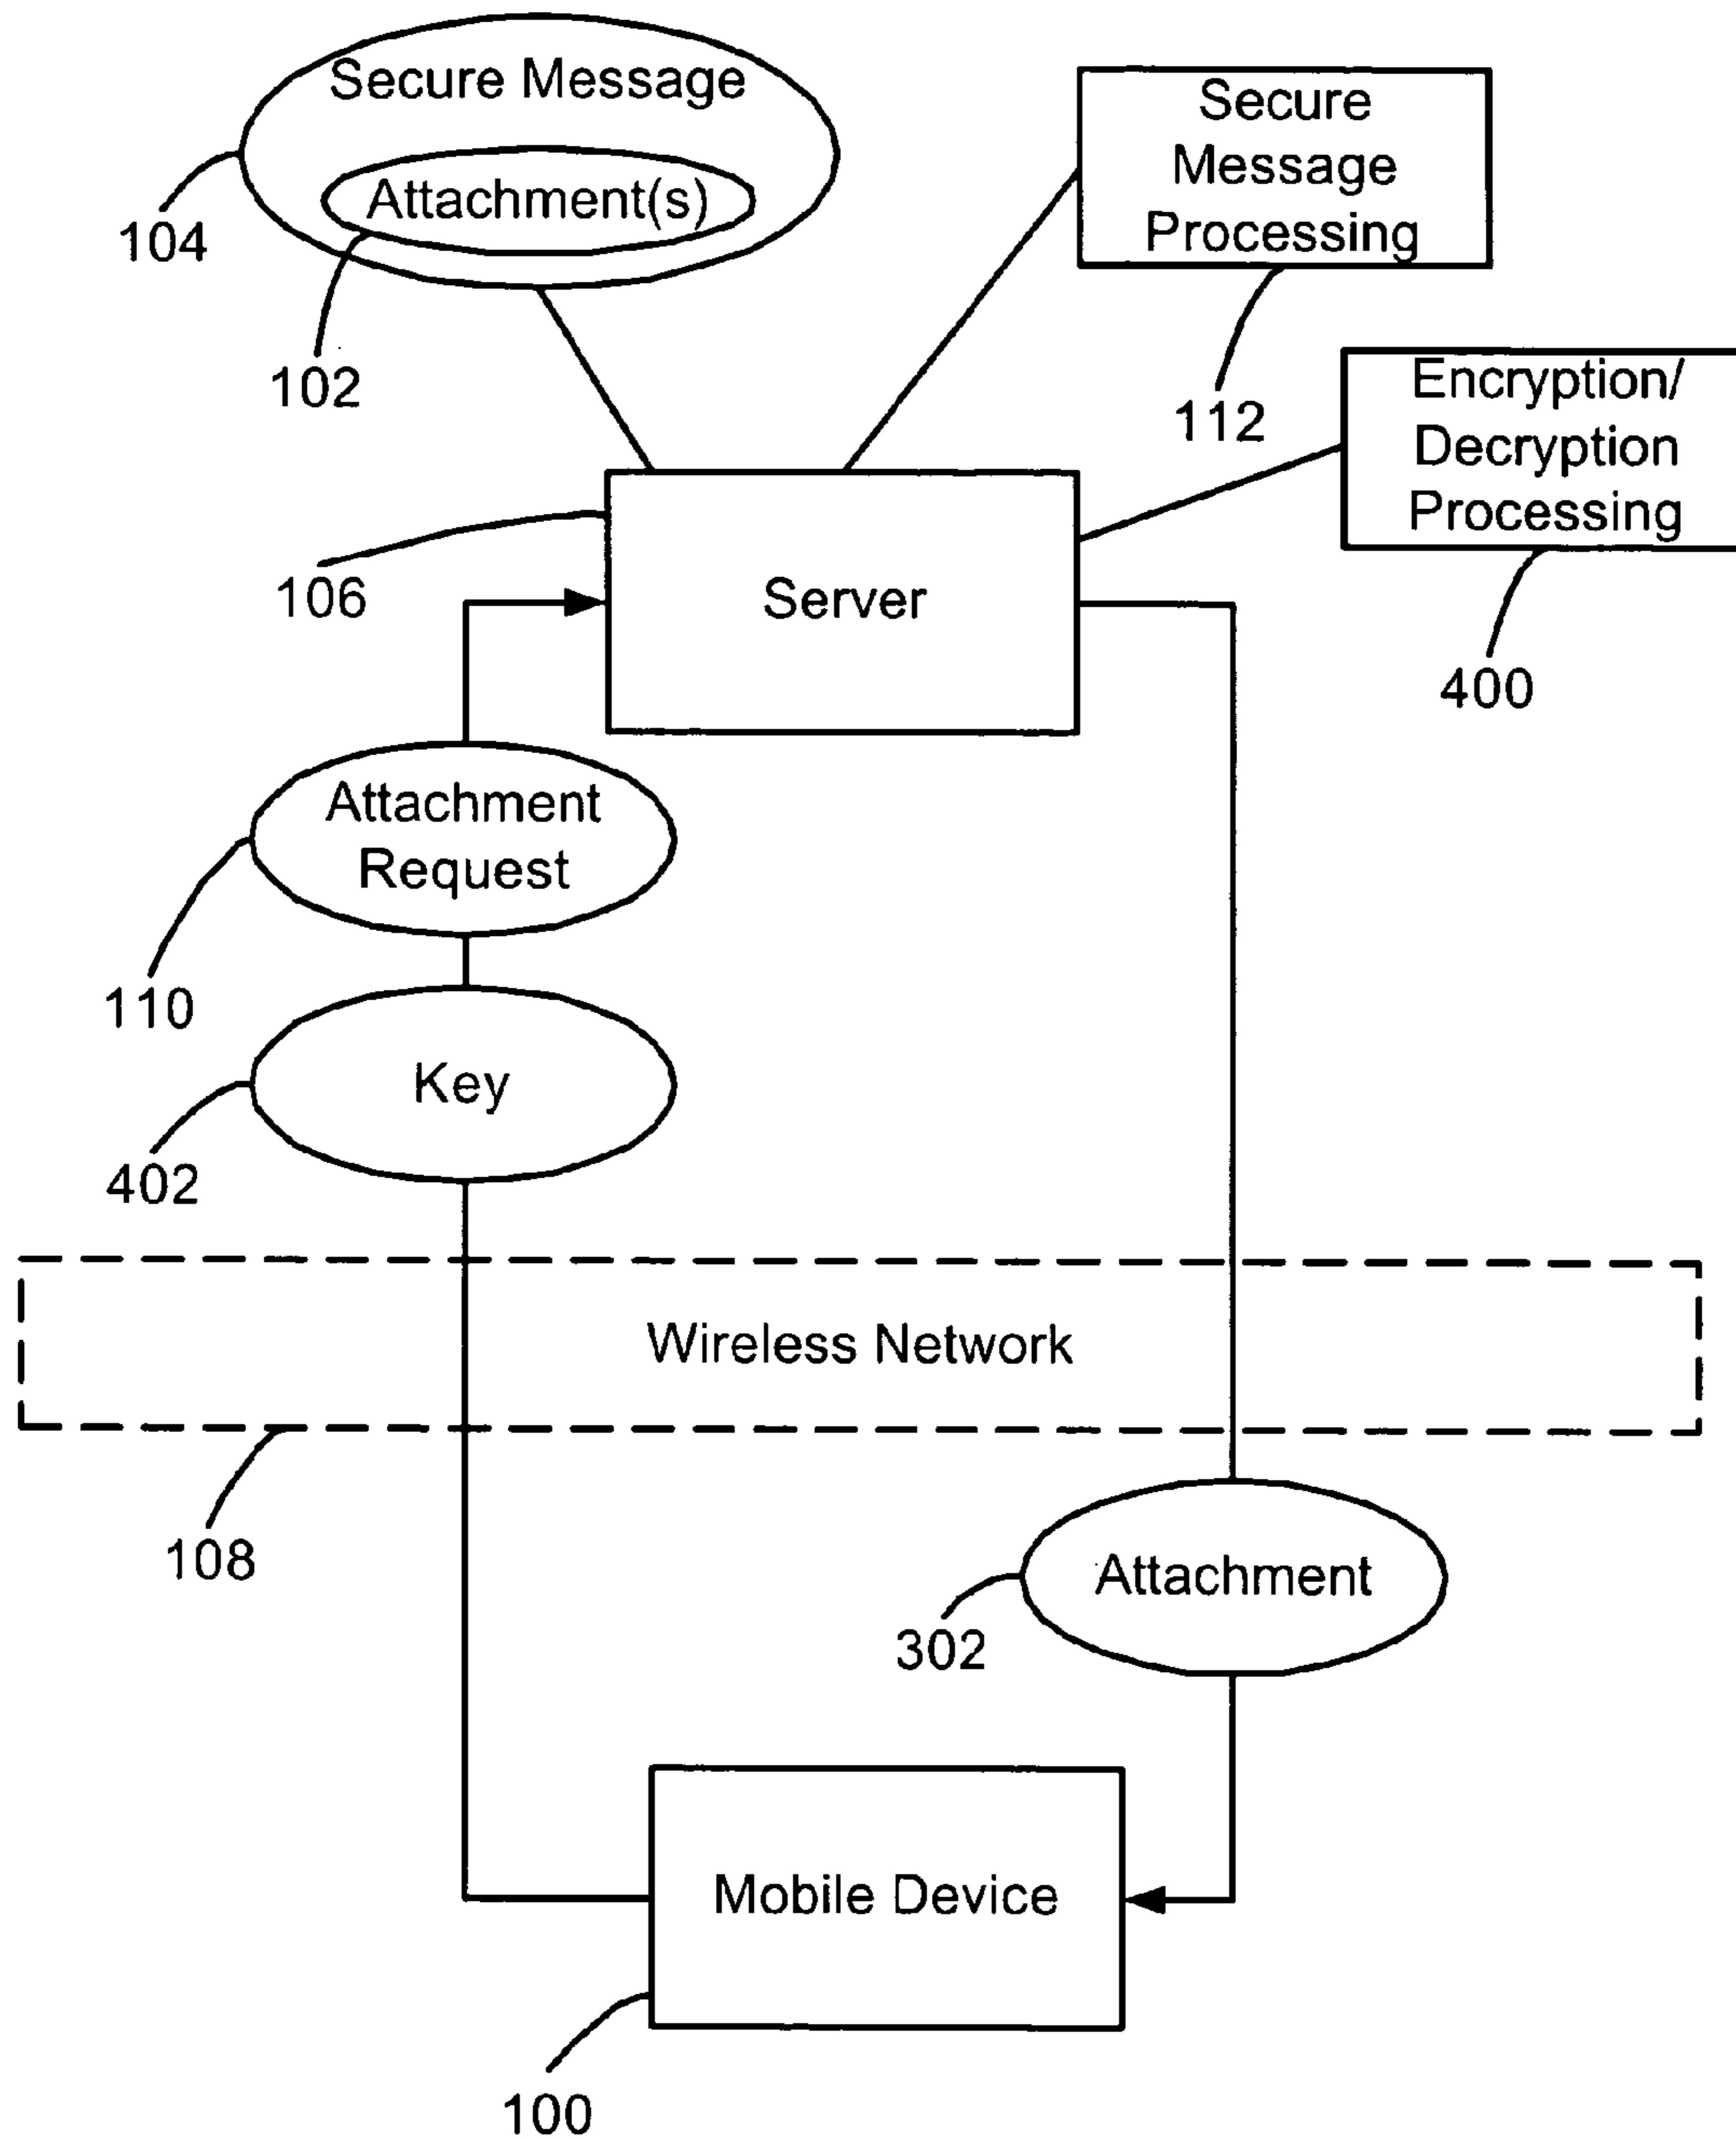 Secure Message
Attachment(s)
104
102
Secure
Message
Processing
112
Encryption/
Decryption
Processing
400
106
Server
Attachment
Request
110
Key
402
Wireless Network
108
Attachment
302
Mobile Device
100